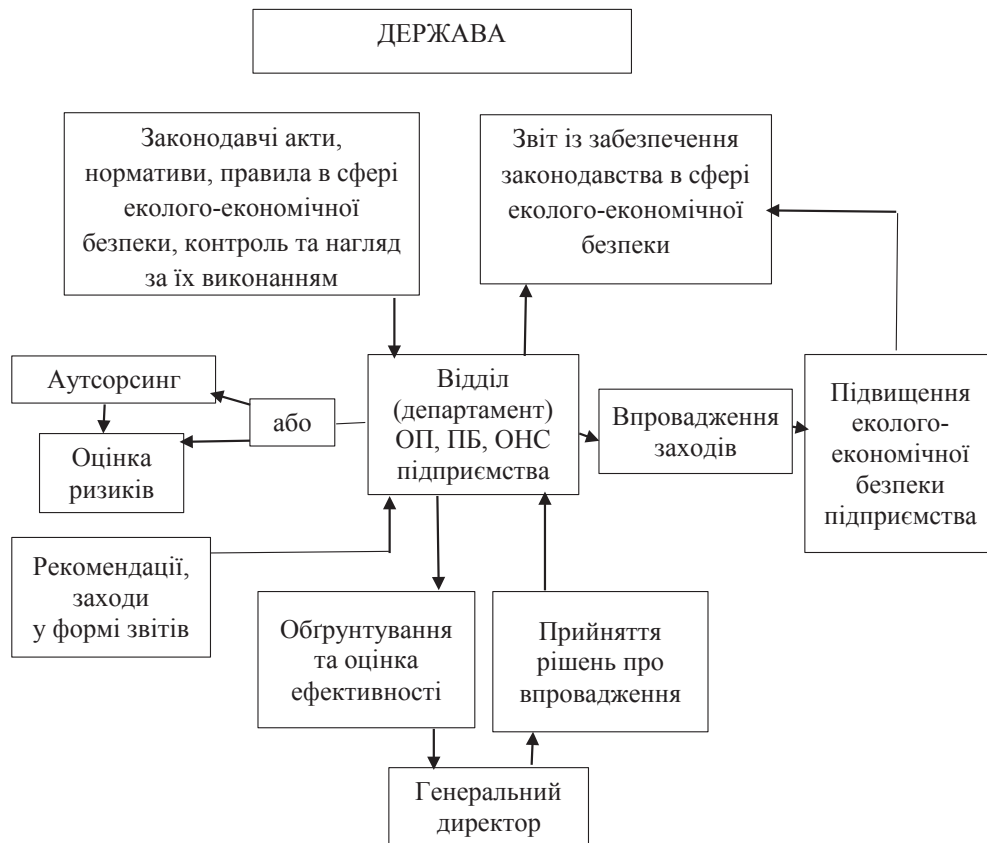 ДЕРЖАВА
Законодавчі акти,
нормативи, правила в сфері
еколого-економічної
безпеки, контроль та нагляд
за їх виконанням
Звіт із забезпечення
законодавства в сфері
еколого-економічної
безпеки
Аутсорсинг
або
Оцінка
ризиків
Відділ
(департамент)
ОП, ПБ, ОНС
підприємства
Впровадження
заходів
Підвищення
еколого-
економічної
безпеки
підприємства
Рекомендації,
заходи
у формі звітів
Обґрунтування
та оцінка
ефективності
Прийняття
рішень про
впровадження
Генеральний
директор